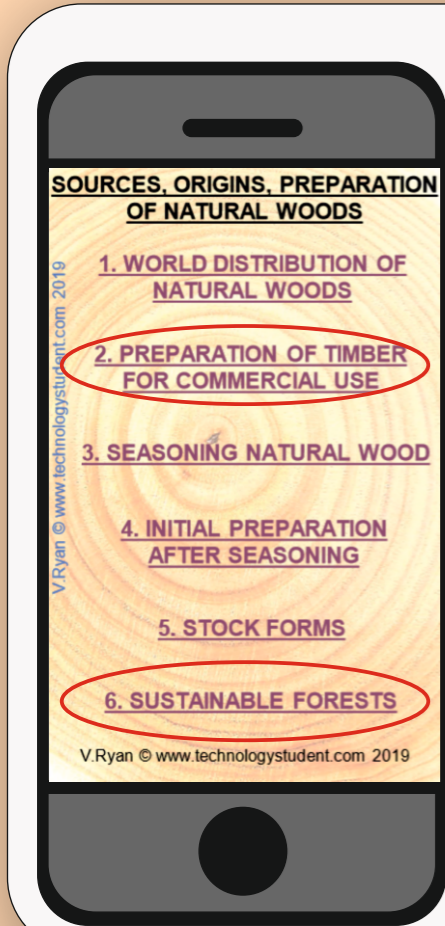 SOURCES, ORIGINS, PREPARATION
OF NATURAL WOODS
1. WORLD DISTRIBUTION OF
NATURAL WOODS
2. PREPARATION OF TIMBER
FOR COMMERCIAL USE
3. SEASONING NATURAL WOOD
4. INITIAL PREPARATION
AFTER SEASONING
5. STOCK FORMS
6. SUSTAINABLE FORESTS
V.Ryan © www.technologystudent.com 2019
V.Ryan © www.technologystudent.com 2019